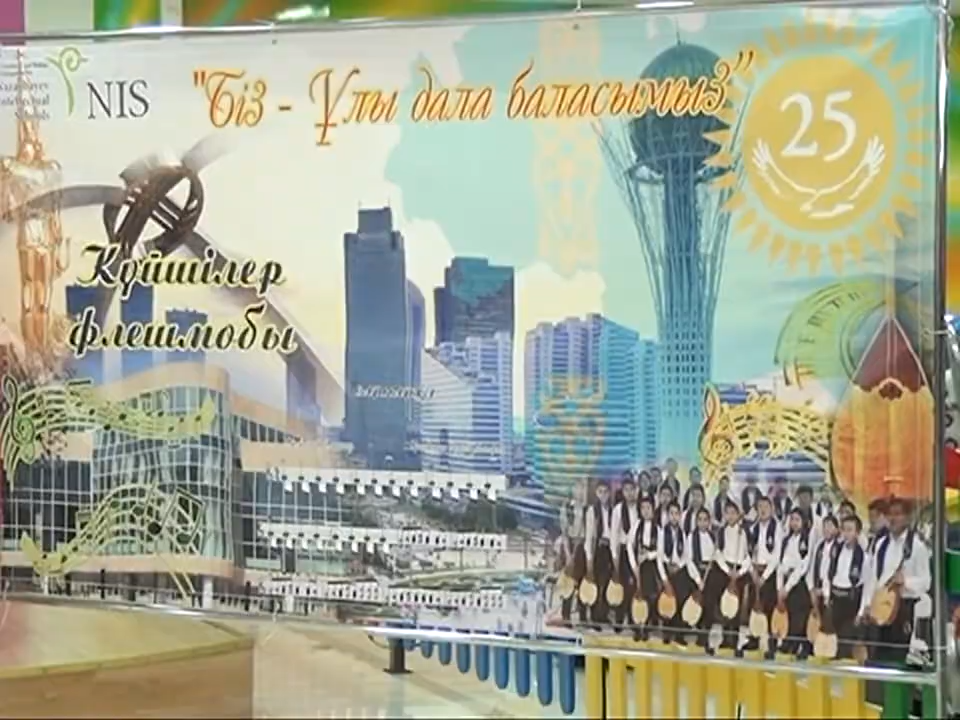 NIS
"Біз - Ұлы дала баласымыз"
25
Күйшілер
флешмобы